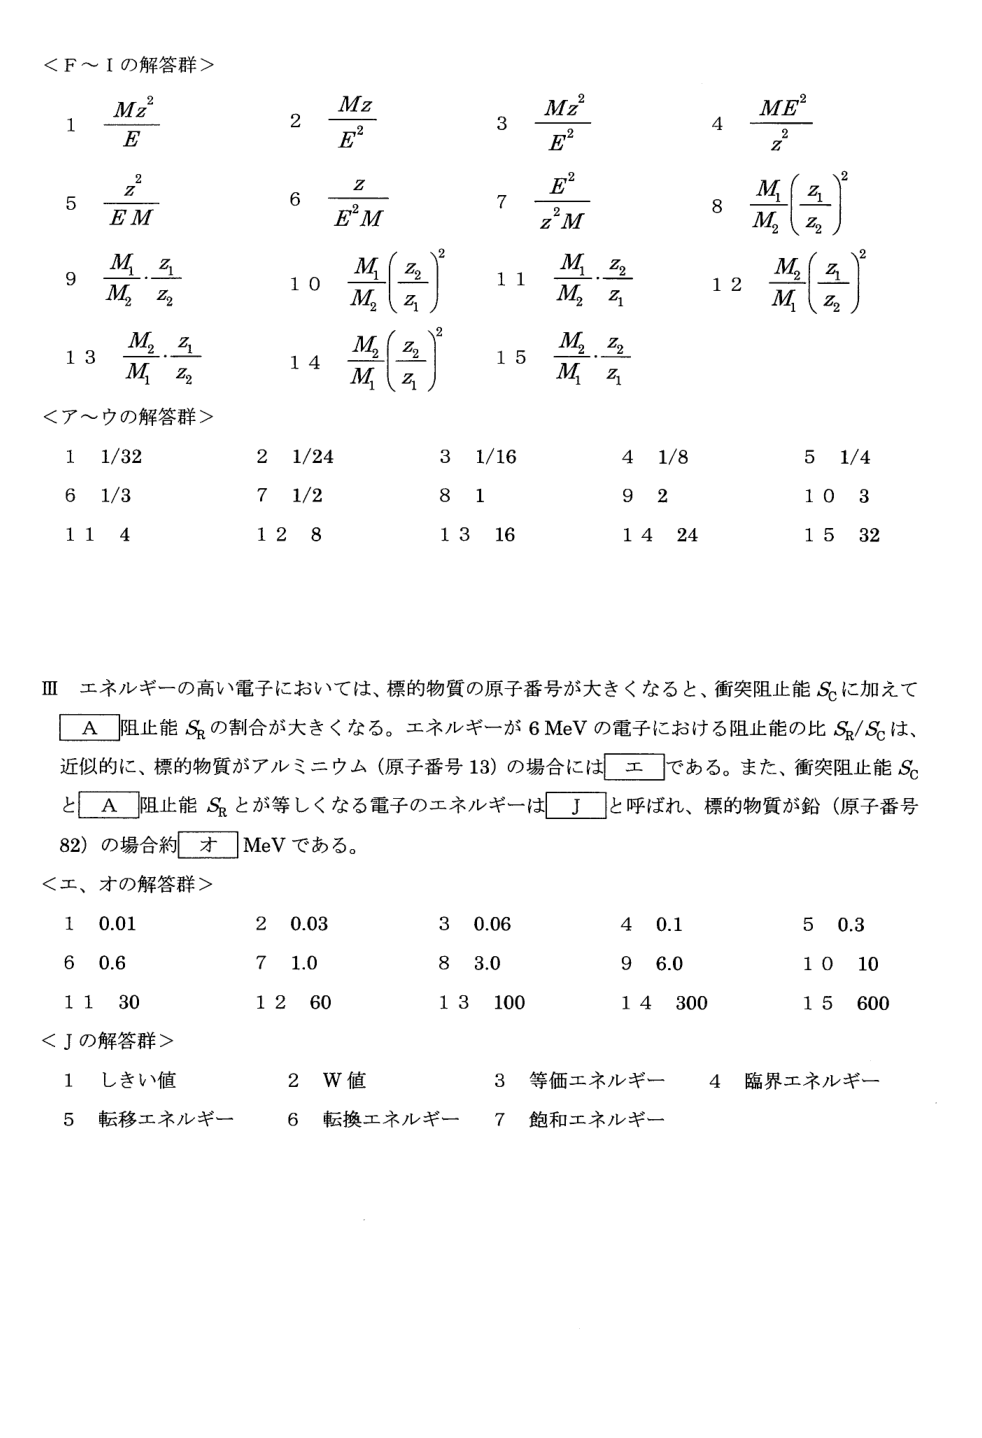 ＜F～Iの解答群＞
1 Mz²/E 2 Mz/E² 3 Mz²/E² 4 ME²/z²
5 z²/EM 6 z/E²M 7 E²/z²M 8 M₁/M₂(z₁/z₂)²
9 M₁/M₂・z₁/z₂ 10 M₁/M₂(z₂/z₁)² 11 M₁/M₂・z₂/z₁ 12 M₂/M₁(z₁/z₂)²
13 M₂/M₁・z₁/z₂ 14 M₂/M₁(z₂/z₁)² 15 M₂/M₁・z₂/z₁
＜ア～ウの解答群＞
1 1/32 2 1/24 3 1/16 4 1/8 5 1/4
6 1/3 7 1/2 8 1 9 2 10 3
11 4 12 8 13 16 14 24 15 32
Ⅲ エネルギーの高い電子においては、標的物質の原子番号が大きくなると、衝突阻止能 S_Cに加えて
A 阻止能 S_Rの割合が大きくなる。エネルギーが 6 MeV の電子における阻止能の比 S_R/S_Cは、
近似的に、標的物質がアルミニウム（原子番号 13）の場合には エ である。また、衝突阻止能 S_C
と A 阻止能 S_Rとが等しくなる電子のエネルギーは J と呼ばれ、標的物質が鉛（原子番号
82）の場合約 オ MeV である。
＜エ、オの解答群＞
1 0.01 2 0.03 3 0.06 4 0.1 5 0.3
6 0.6 7 1.0 8 3.0 9 6.0 10 10
11 30 12 60 13 100 14 300 15 600
＜Jの解答群＞
1 しきい値 2 W 値 3 等価エネルギー 4 臨界エネルギー
5 転移エネルギー 6 転換エネルギー 7 飽和エネルギー